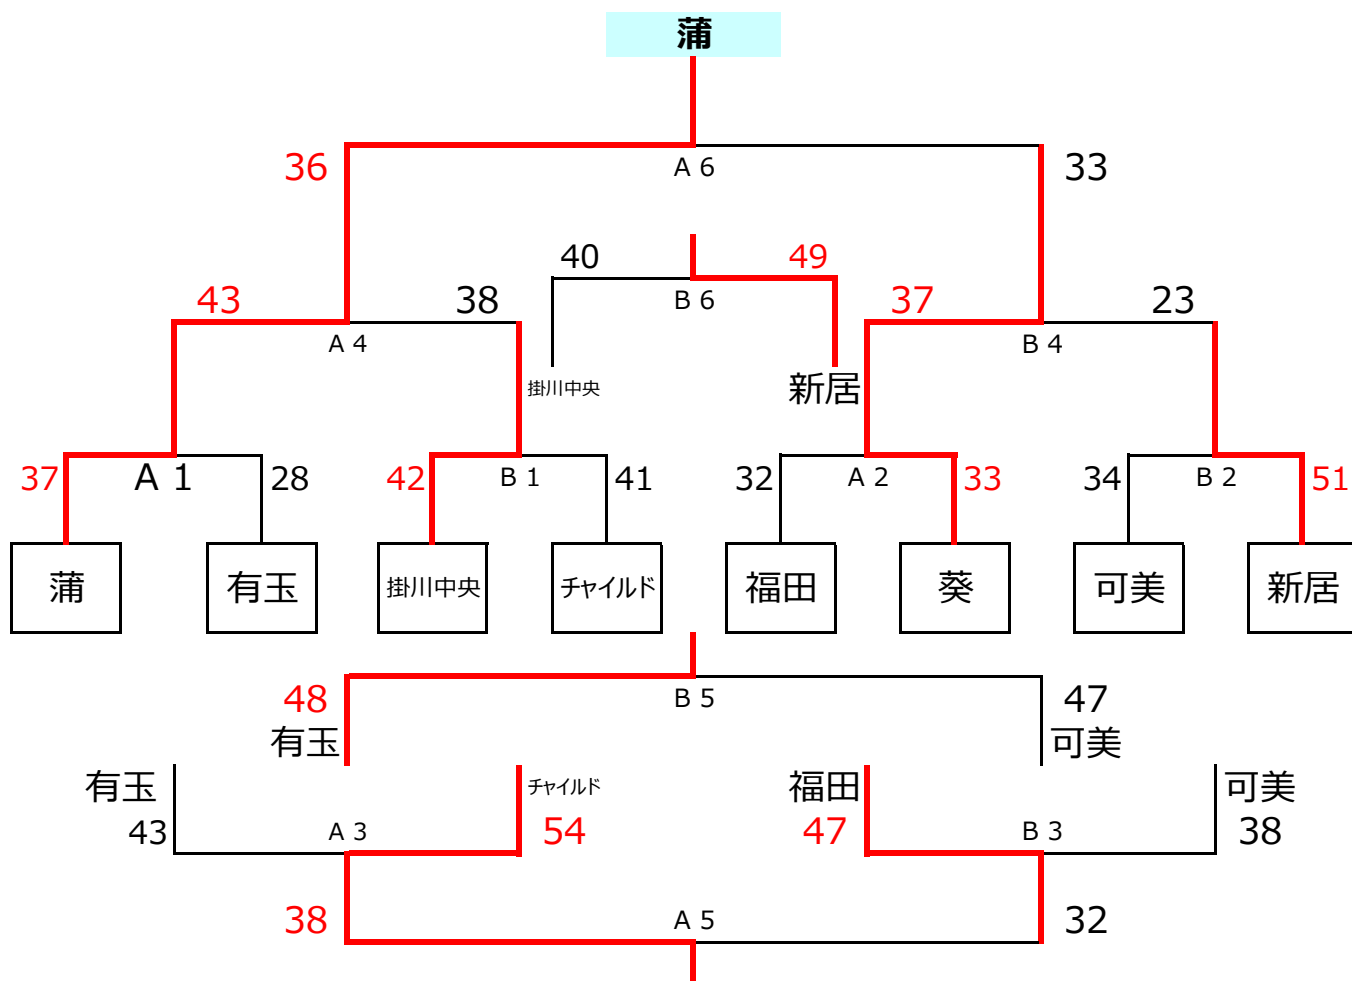 蒲
36 A 6 33
40 49
43 38 B 6 37 23
A 4 B 4
掛川中央 新居
37 A 1 28 42 B 1 41 32 A 2 33 34 B 2 51
蒲 有玉 掛川中央 チャイルド 福田 葵 可美 新居
48 B 5 47
有玉 可美
有玉 チャイルド 福田 可美
43 A 3 54 47 B 3 38
38 A 5 32